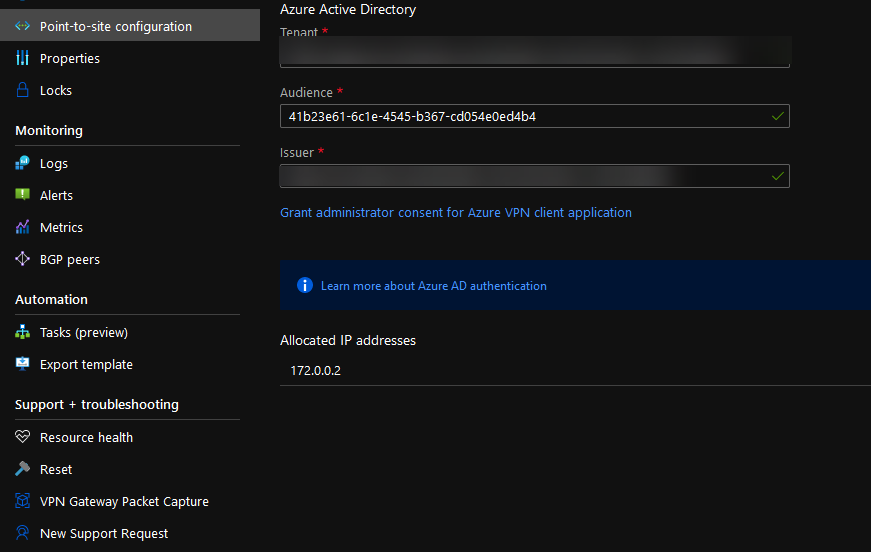 Point-to-site configuration
Properties
Locks
Monitoring
Logs
Alerts
Metrics
BGP peers
Automation
Tasks (preview)
Export template
Support + troubleshooting
Resource health
Reset
VPN Gateway Packet Capture
New Support Request
Azure Active Directory
Tenant *
Audience *
41b23e61-6c1e-4545-b367-cd054e0ed4b4
Issuer *
Grant administrator consent for Azure VPN client application
Learn more about Azure AD authentication
Allocated IP addresses
172.0.0.2